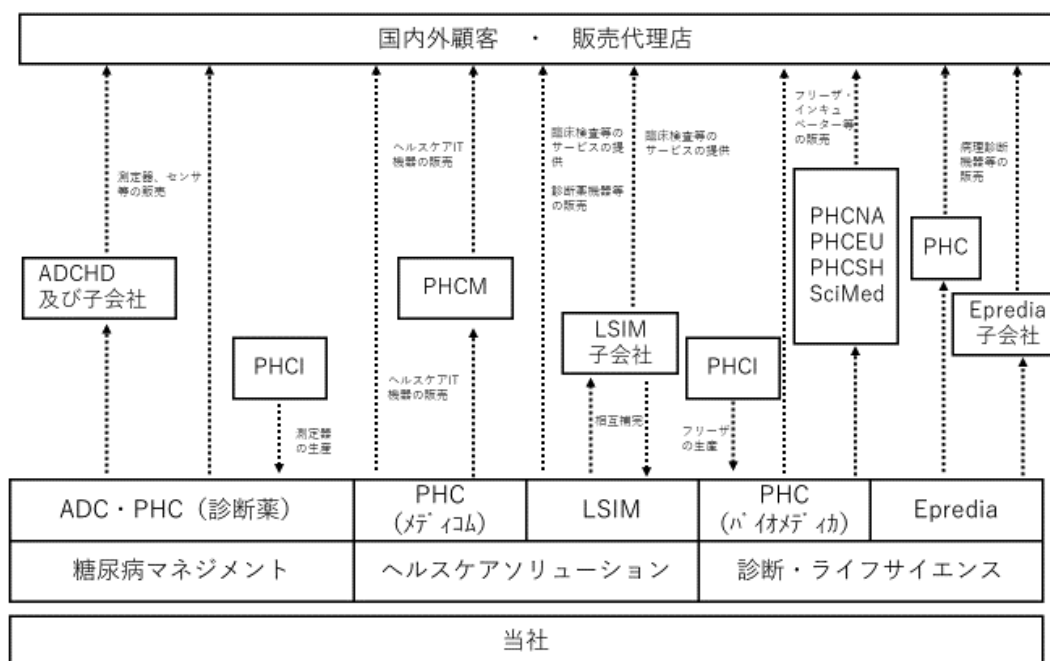 国内外顧客 ・ 販売代理店
測定器、センサ
等の販売
ヘルスケアIT
機器の販売
臨床検査等の
サービスの提
供
診断薬機器等
の販売
臨床検査等の
サービスの提供
フリーザ・
インキュ
ベーター等
の販売
病理診断
機器等の
販売
ADCHD
及び子会社
PHCI
測定器
の生産
PHCM
ヘルスケアIT
機器の販売
LSIM
子会社
相互補完
PHCI
フリーザ
の生産
PHCNA
PHCEU
PHCSH
SciMed
PHC
Epredia
子会社
ADC・PHC（診断薬）
PHC
(ﾒﾃﾞｨｺﾑ)
LSIM
PHC
(ﾊﾞｲｵﾒﾃﾞｨｶ)
Epredia
糖尿病マネジメント
ヘルスケアソリューション
診断・ライフサイエンス
当社